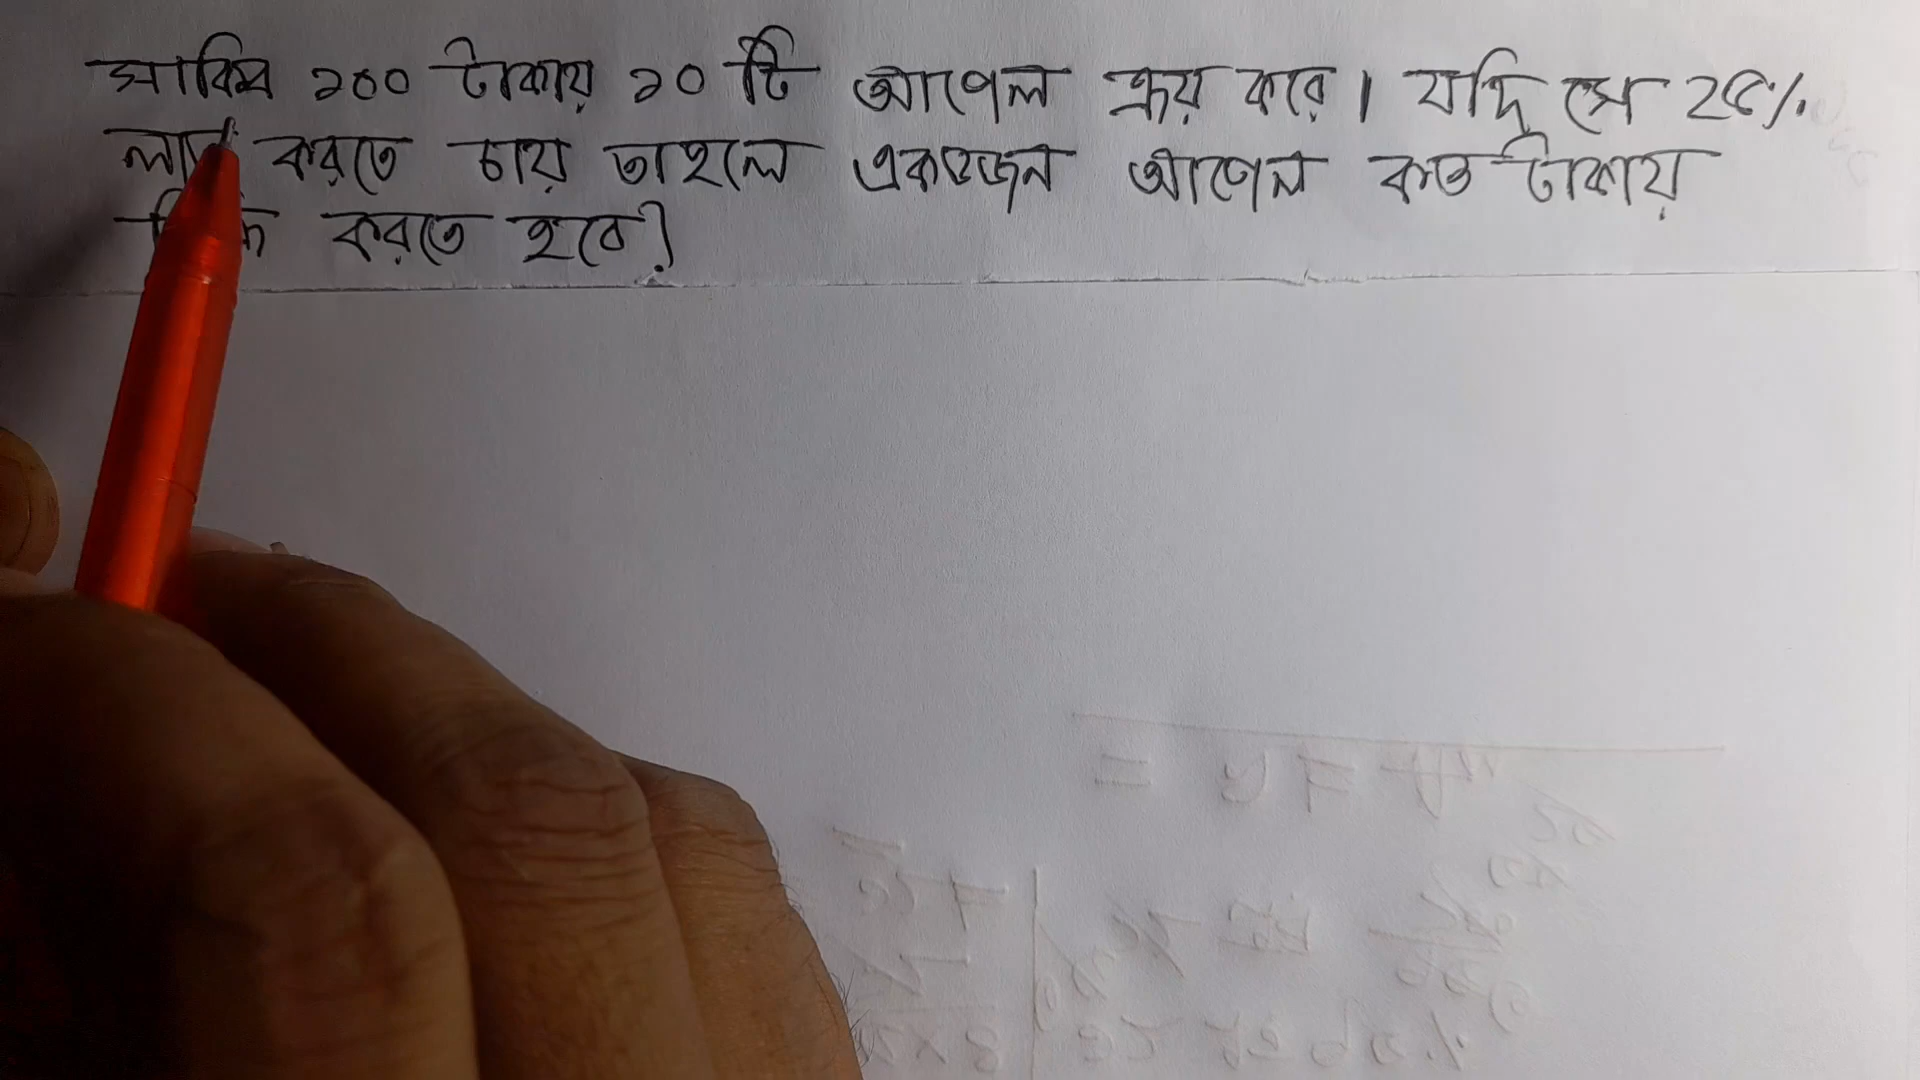 সাকিব ১০০ টাকায় ১০ টি আপেল ক্রয় করে। যদি সে ২৫%
করতে চায় তাহলে একডজন আপেল কত টাকায়
করতে হবে?